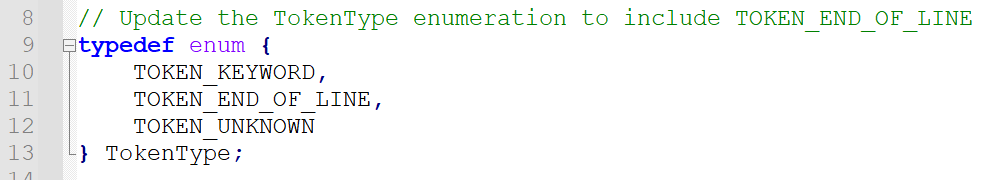 8 // Update the TokenType enumeration to include TOKEN_END_OF_LINE
9 typedef enum {
10     TOKEN_KEYWORD,
11     TOKEN_END_OF_LINE,
12     TOKEN_UNKNOWN
13 } TokenType;
14